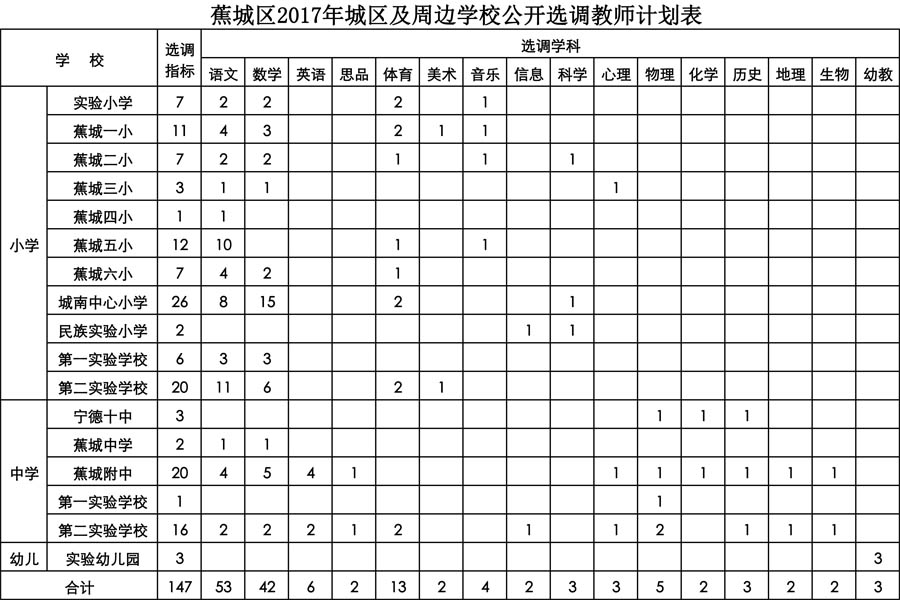 蕉城区2017年城区及周边学校公开选调教师计划表
学 校 选调指标 选调学科
语文 数学 英语 思品 体育 美术 音乐 信息 科学 心理 物理 化学 历史 地理 生物 幼教
小学
实验小学 7 2 2 2 1
蕉城一小 11 4 3 2 1 1
蕉城二小 7 2 2 1 1 1
蕉城三小 3 1 1 1
蕉城四小 1 1
蕉城五小 12 10 1 1
蕉城六小 7 4 2 1
城南中心小学 26 8 15 2 1
民族实验小学 2 1 1
第一实验学校 6 3 3
第二实验学校 20 11 6 2 1
中学
宁德十中 3 1 1 1
蕉城中学 2 1 1
蕉城附中 20 4 5 4 1 1 1 1 1 1 1
第一实验学校 1 1
第二实验学校 16 2 2 2 1 2 1 1 2 1 1 1
幼儿 实验幼儿园 3 3
合计 147 53 42 6 2 13 2 4 2 3 3 5 2 3 2 2 3